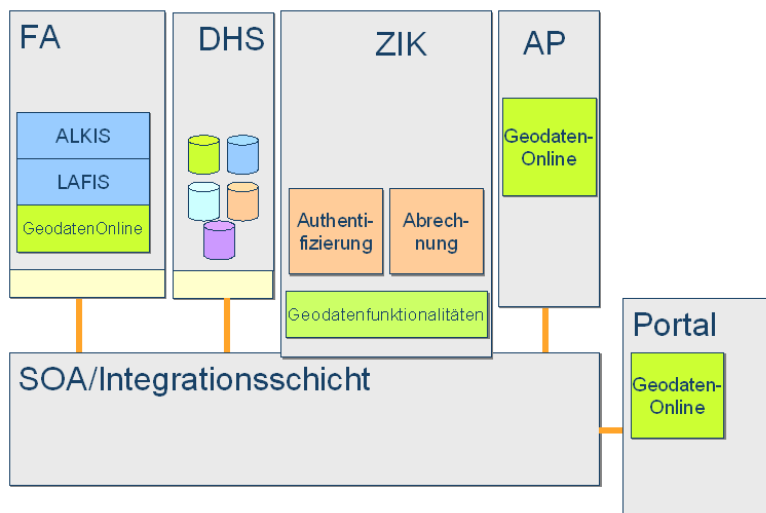 FA
DHS
ZIK
AP
ALKIS
LAFIS
GeodatenOnline
Authenti-
fizierung
Abrech-
nung
Geodatenfunktionalitäten
Geodaten-
Online
SOA/Integrationsschicht
Portal
Geodaten-
Online